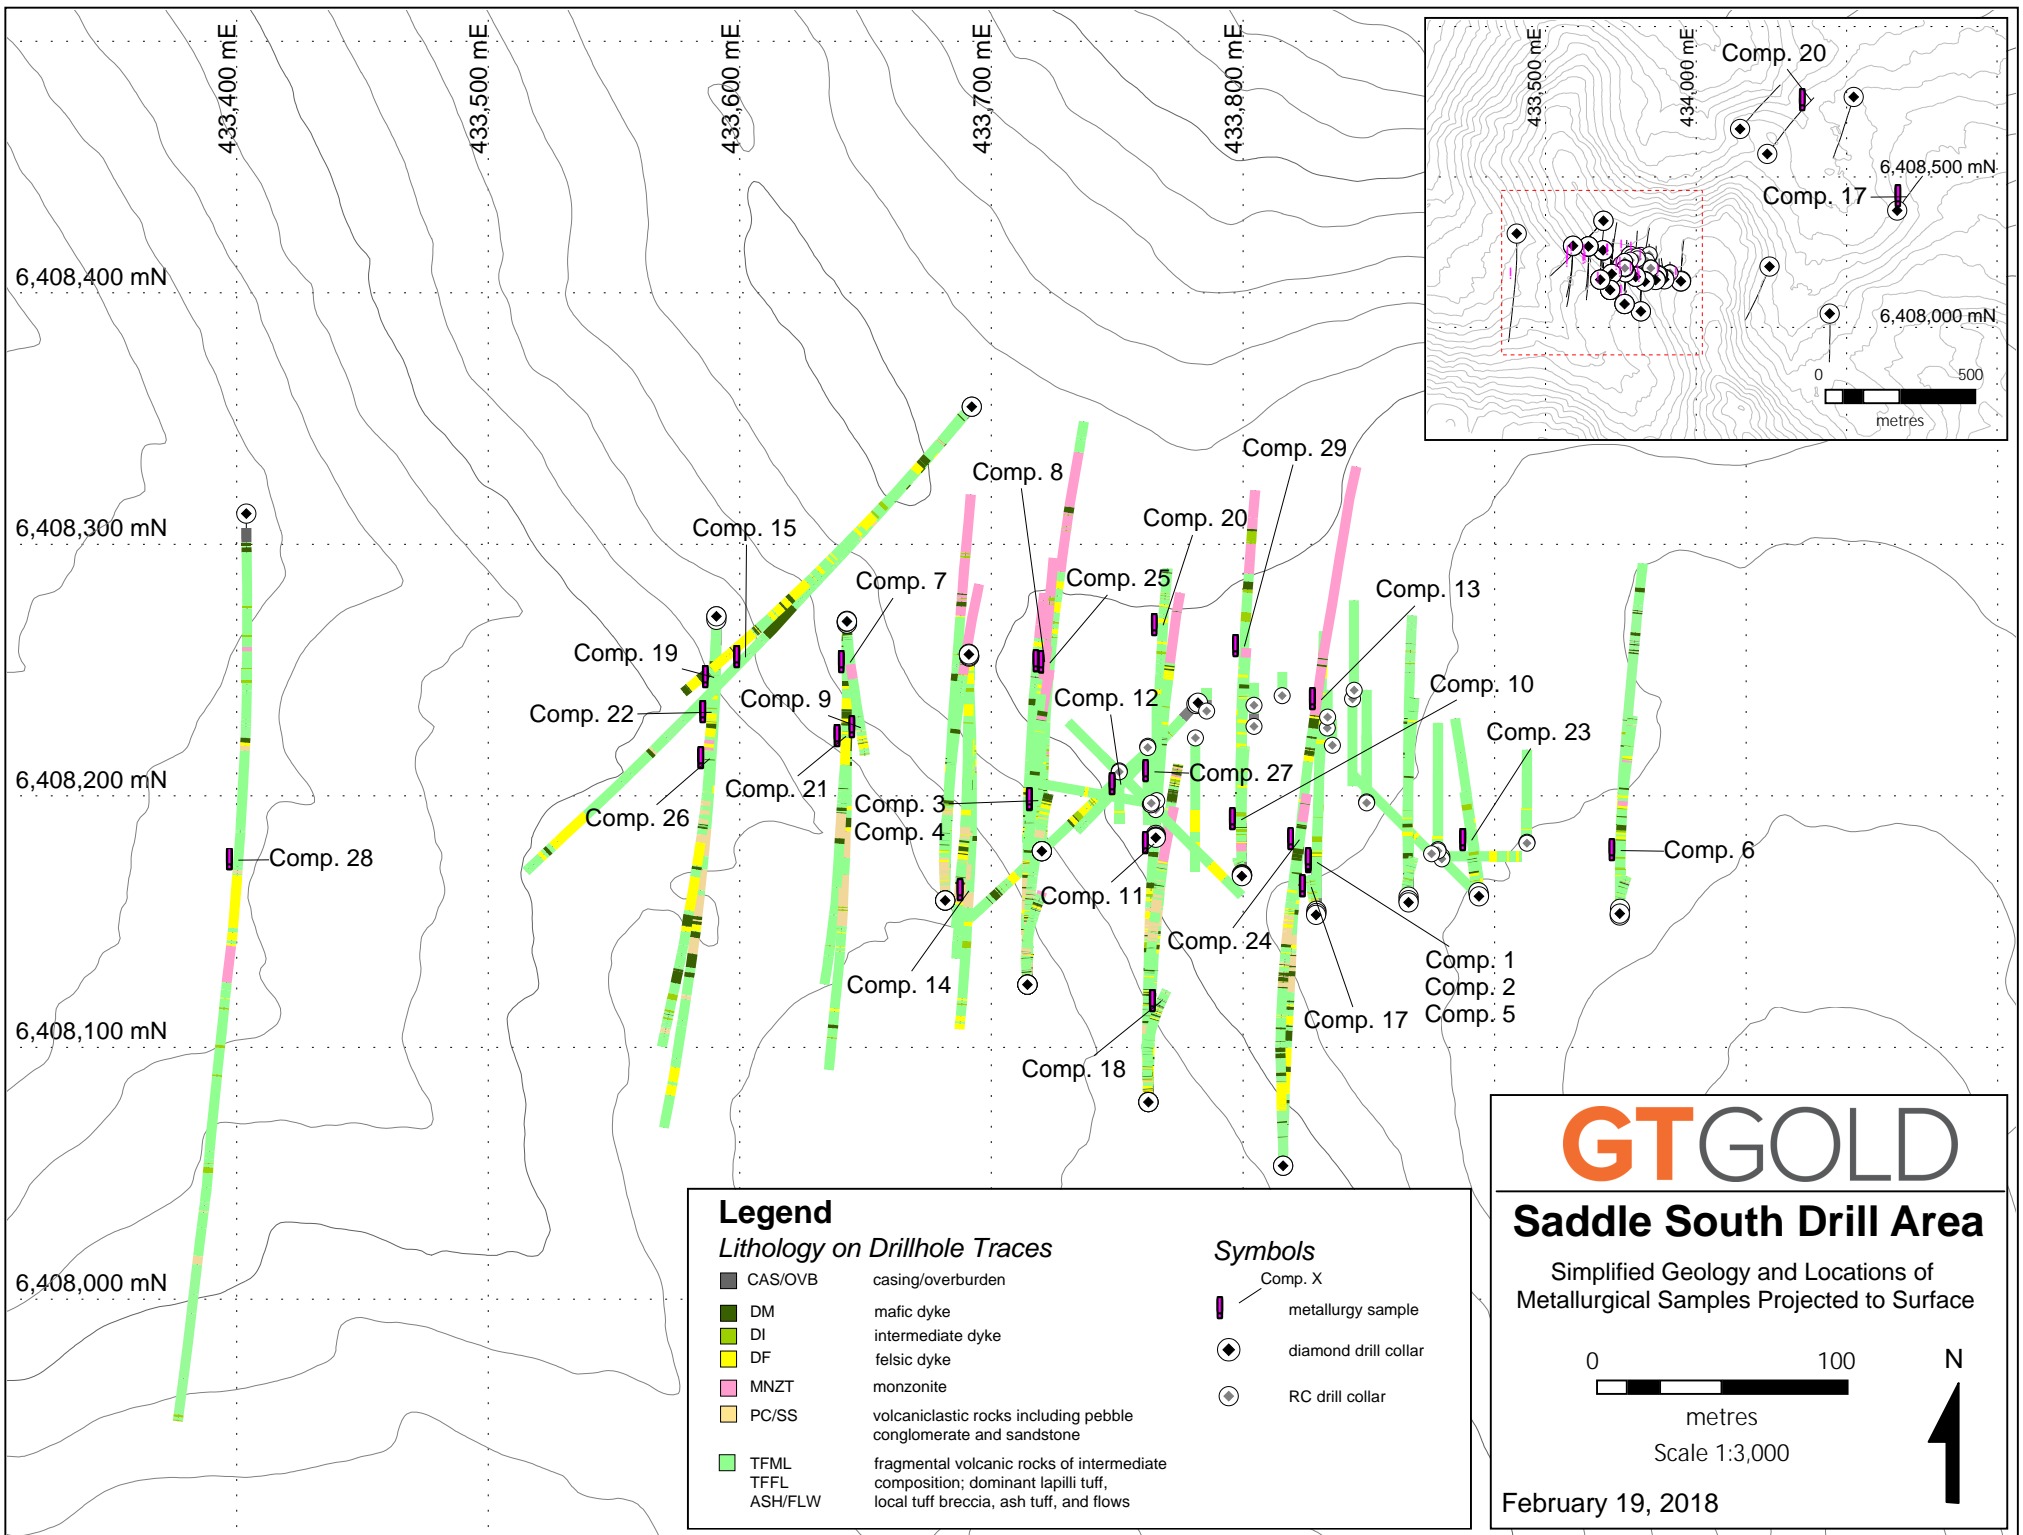 433,400 mE
433,500 mE
433,600 mE
433,700 mE
433,800 mE
6,408,400 mN
6,408,300 mN
6,408,200 mN
6,408,100 mN
6,408,000 mN
433,500 mE
434,000 mE
Comp. 20
6,408,500 mN
Comp. 17
6,408,000 mN
0 500
metres
Comp. 29
Comp. 8
Comp. 20
Comp. 15
Comp. 7
Comp. 25
Comp. 13
Comp. 19
Comp. 9
Comp. 12
Comp. 10
Comp. 22
Comp. 23
Comp. 27
Comp. 21
Comp. 3
Comp. 4
Comp. 26
Comp. 28
Comp. 6
Comp. 11
Comp. 24
Comp. 14
Comp. 1
Comp. 2
Comp. 5
Comp. 17
Comp. 18
Legend
Lithology on Drillhole Traces
CAS/OVB casing/overburden
DM mafic dyke
DI intermediate dyke
DF felsic dyke
MNZT monzonite
PC/SS volcaniclastic rocks including pebble
conglomerate and sandstone
TFML fragmental volcanic rocks of intermediate
TFFL composition; dominant lapilli tuff,
ASH/FLW local tuff breccia, ash tuff, and flows
Symbols
Comp. X
metallurgy sample
diamond drill collar
RC drill collar
GTGOLD
Saddle South Drill Area
Simplified Geology and Locations of
Metallurgical Samples Projected to Surface
0 100
metres
Scale 1:3,000
N
February 19, 2018